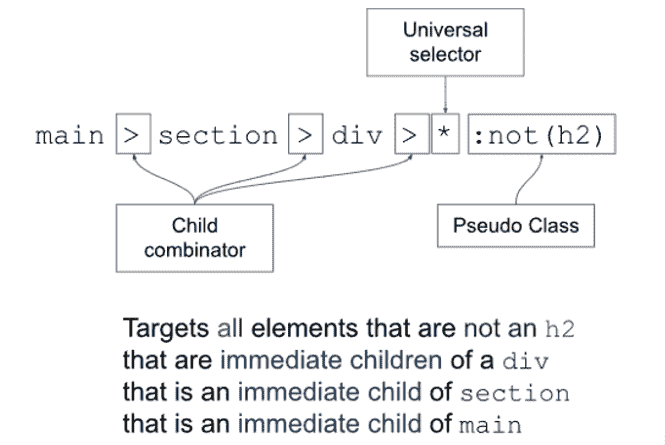 Universal
selector
main > section > div > * :not(h2)
Child
combinator
Pseudo Class
Targets all elements that are not an h2
that are immediate children of a div
that is an immediate child of section
that is an immediate child of main